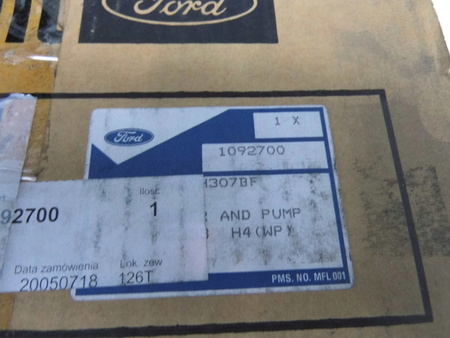 Ford
Ford
1 X
1092700
H307BF
AND PUMP
H4(WP)
PMS. NO. MFL 001
92700
Ilość
1
Data zamówienia
20050718
Lok. zew
126T